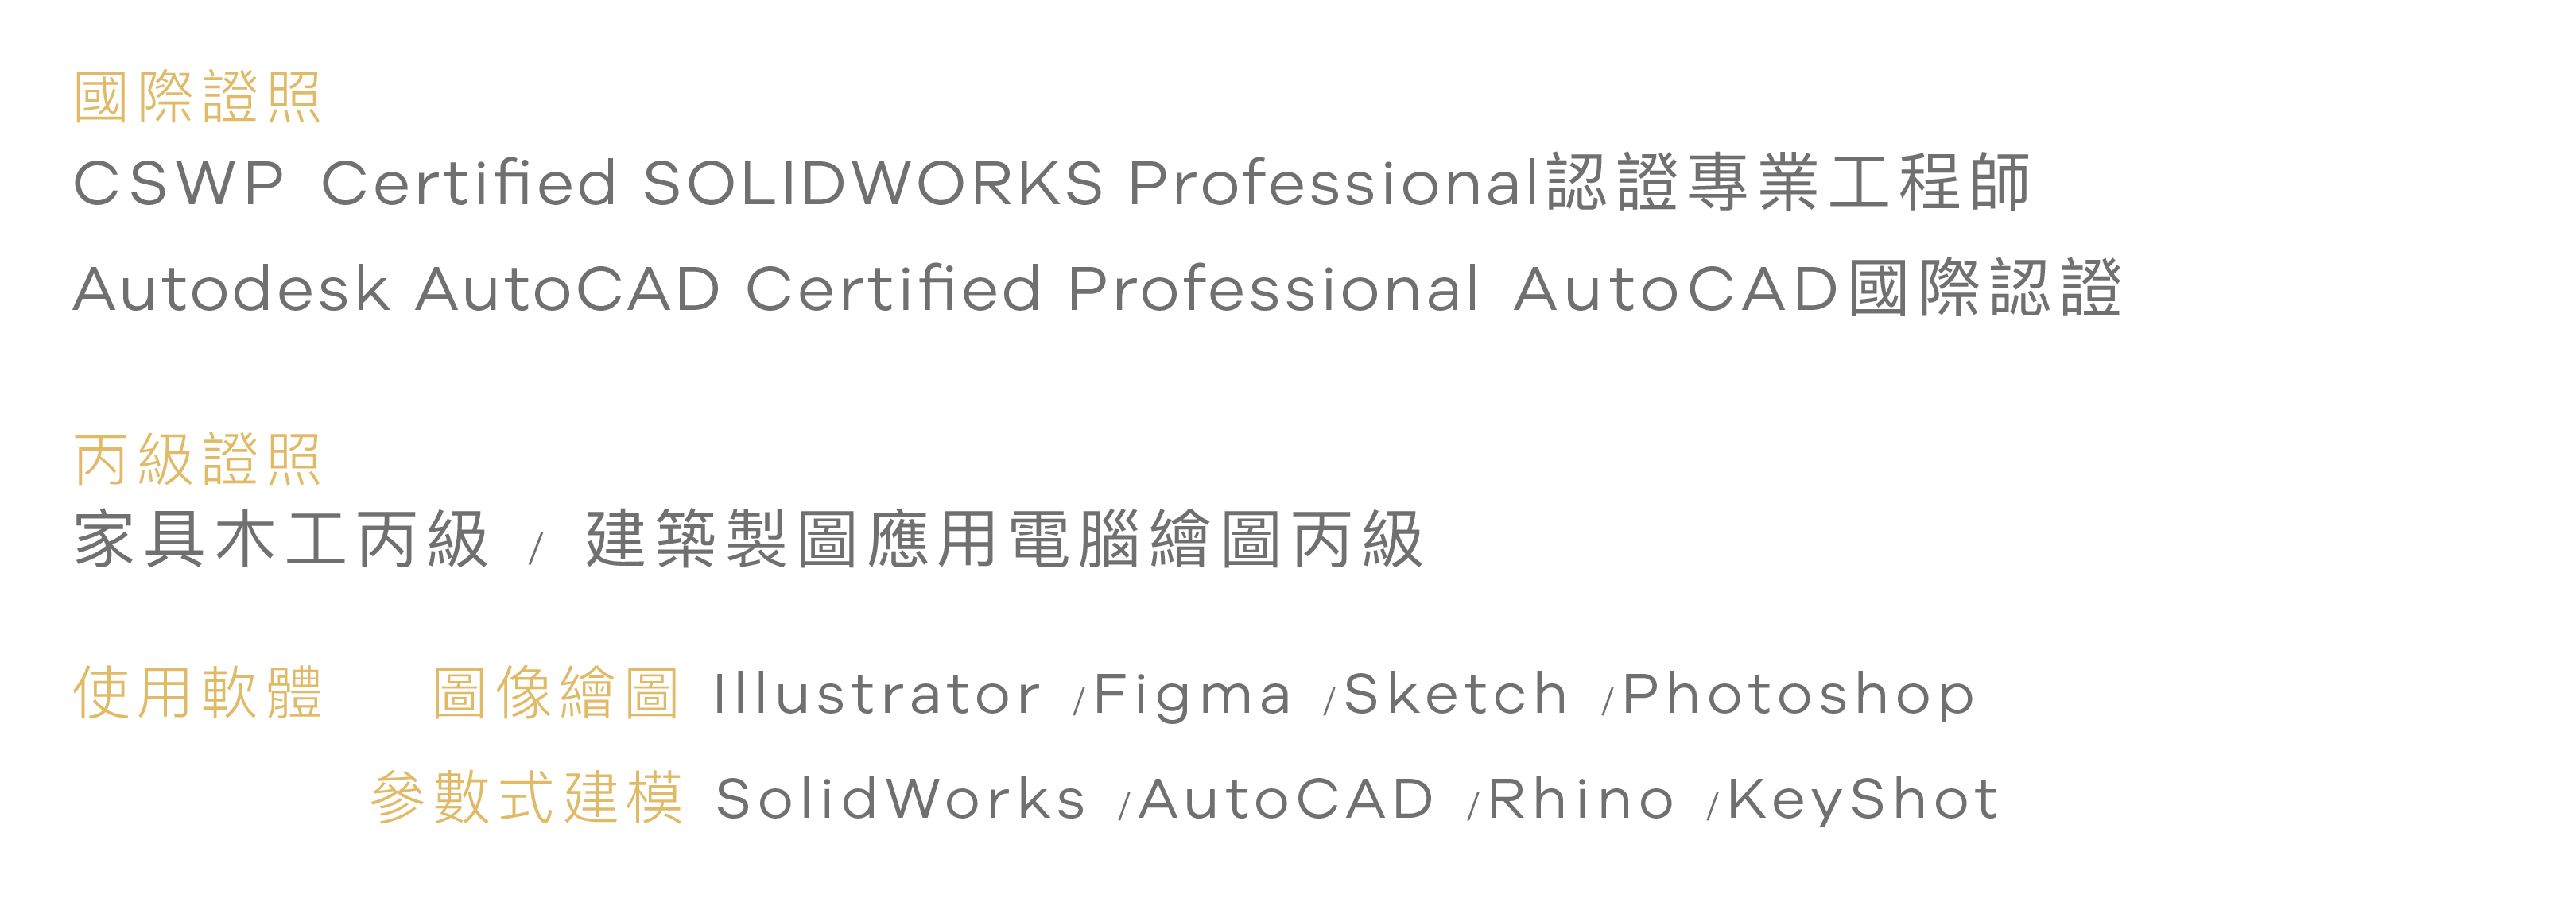 國際證照
CSWP Certified SOLIDWORKS Professional認證專業工程師
Autodesk AutoCAD Certified Professional AutoCAD國際認證
丙級證照
家具木工丙級 / 建築製圖應用電腦繪圖丙級
使用軟體 圖像繪圖 Illustrator /Figma /Sketch /Photoshop
參數式建模 SolidWorks /AutoCAD /Rhino /KeyShot